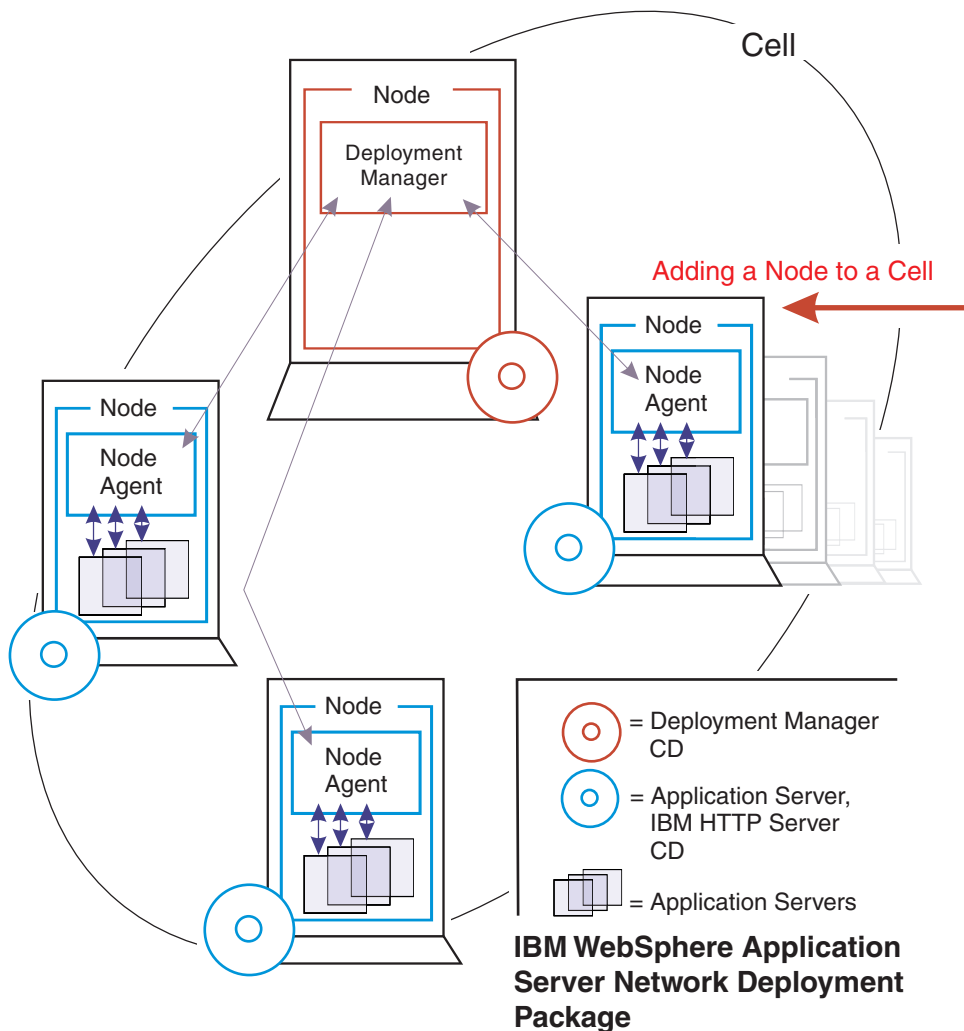 Cell
Node
Deployment
Manager
Adding a Node to a Cell
Node
Node
Agent
Node
Node
Agent
Node
Node
Agent
= Deployment Manager
CD
= Application Server,
IBM HTTP Server
CD
= Application Servers
IBM WebSphere Application
Server Network Deployment
Package